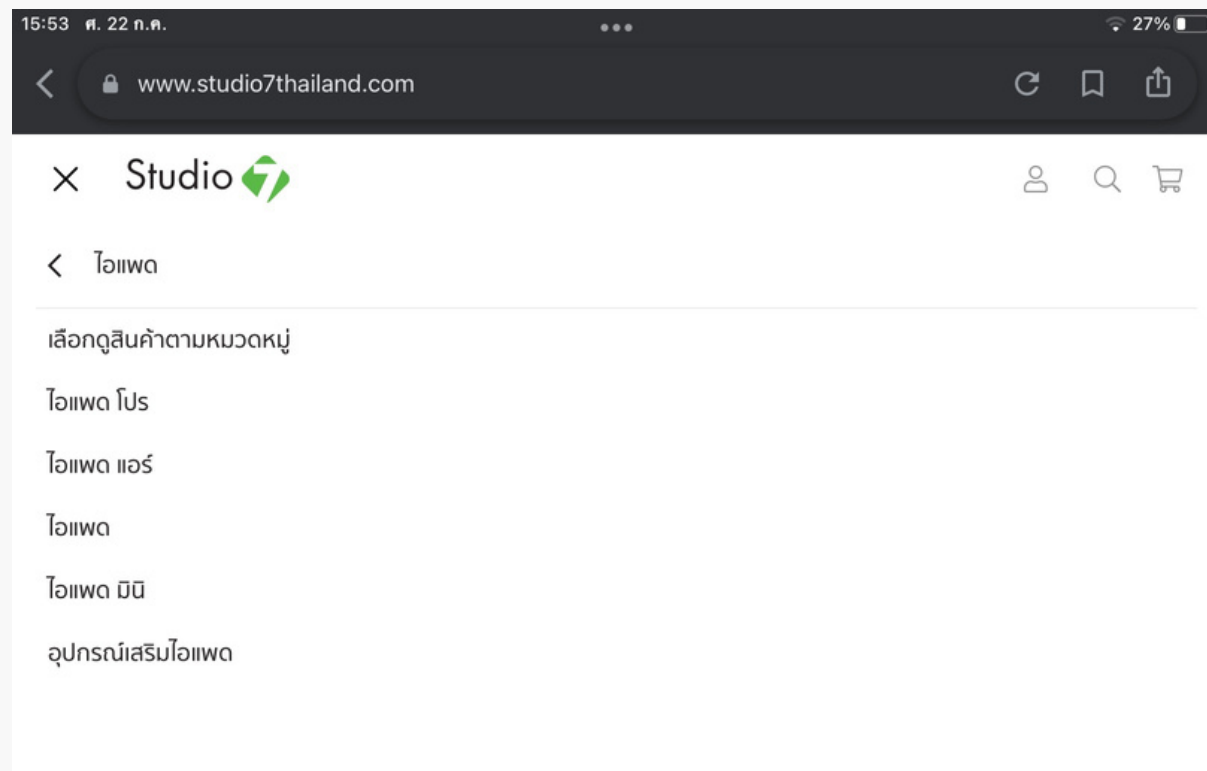 15:53 ศ. 22 ก.ค.
27%
www.studio7thailand.com
Studio 7
ไอแพด
เลือกดูสินค้าตามหมวดหมู่
ไอแพด โปร
ไอแพด แอร์
ไอแพด
ไอแพด มินิ
อุปกรณ์เสริมไอแพด